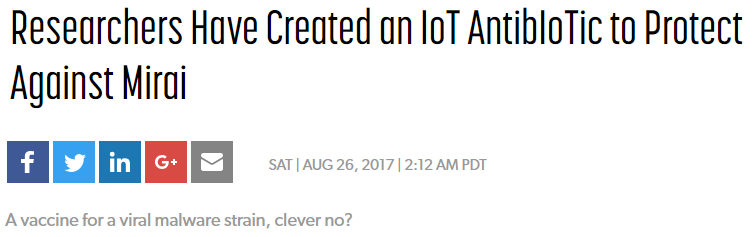 Researchers Have Created an IoT AntibIoTic to Protect
Against Mirai
f in G+ SAT | AUG 26, 2017 | 2:12 AM PDT
A vaccine for a viral malware strain, clever no?